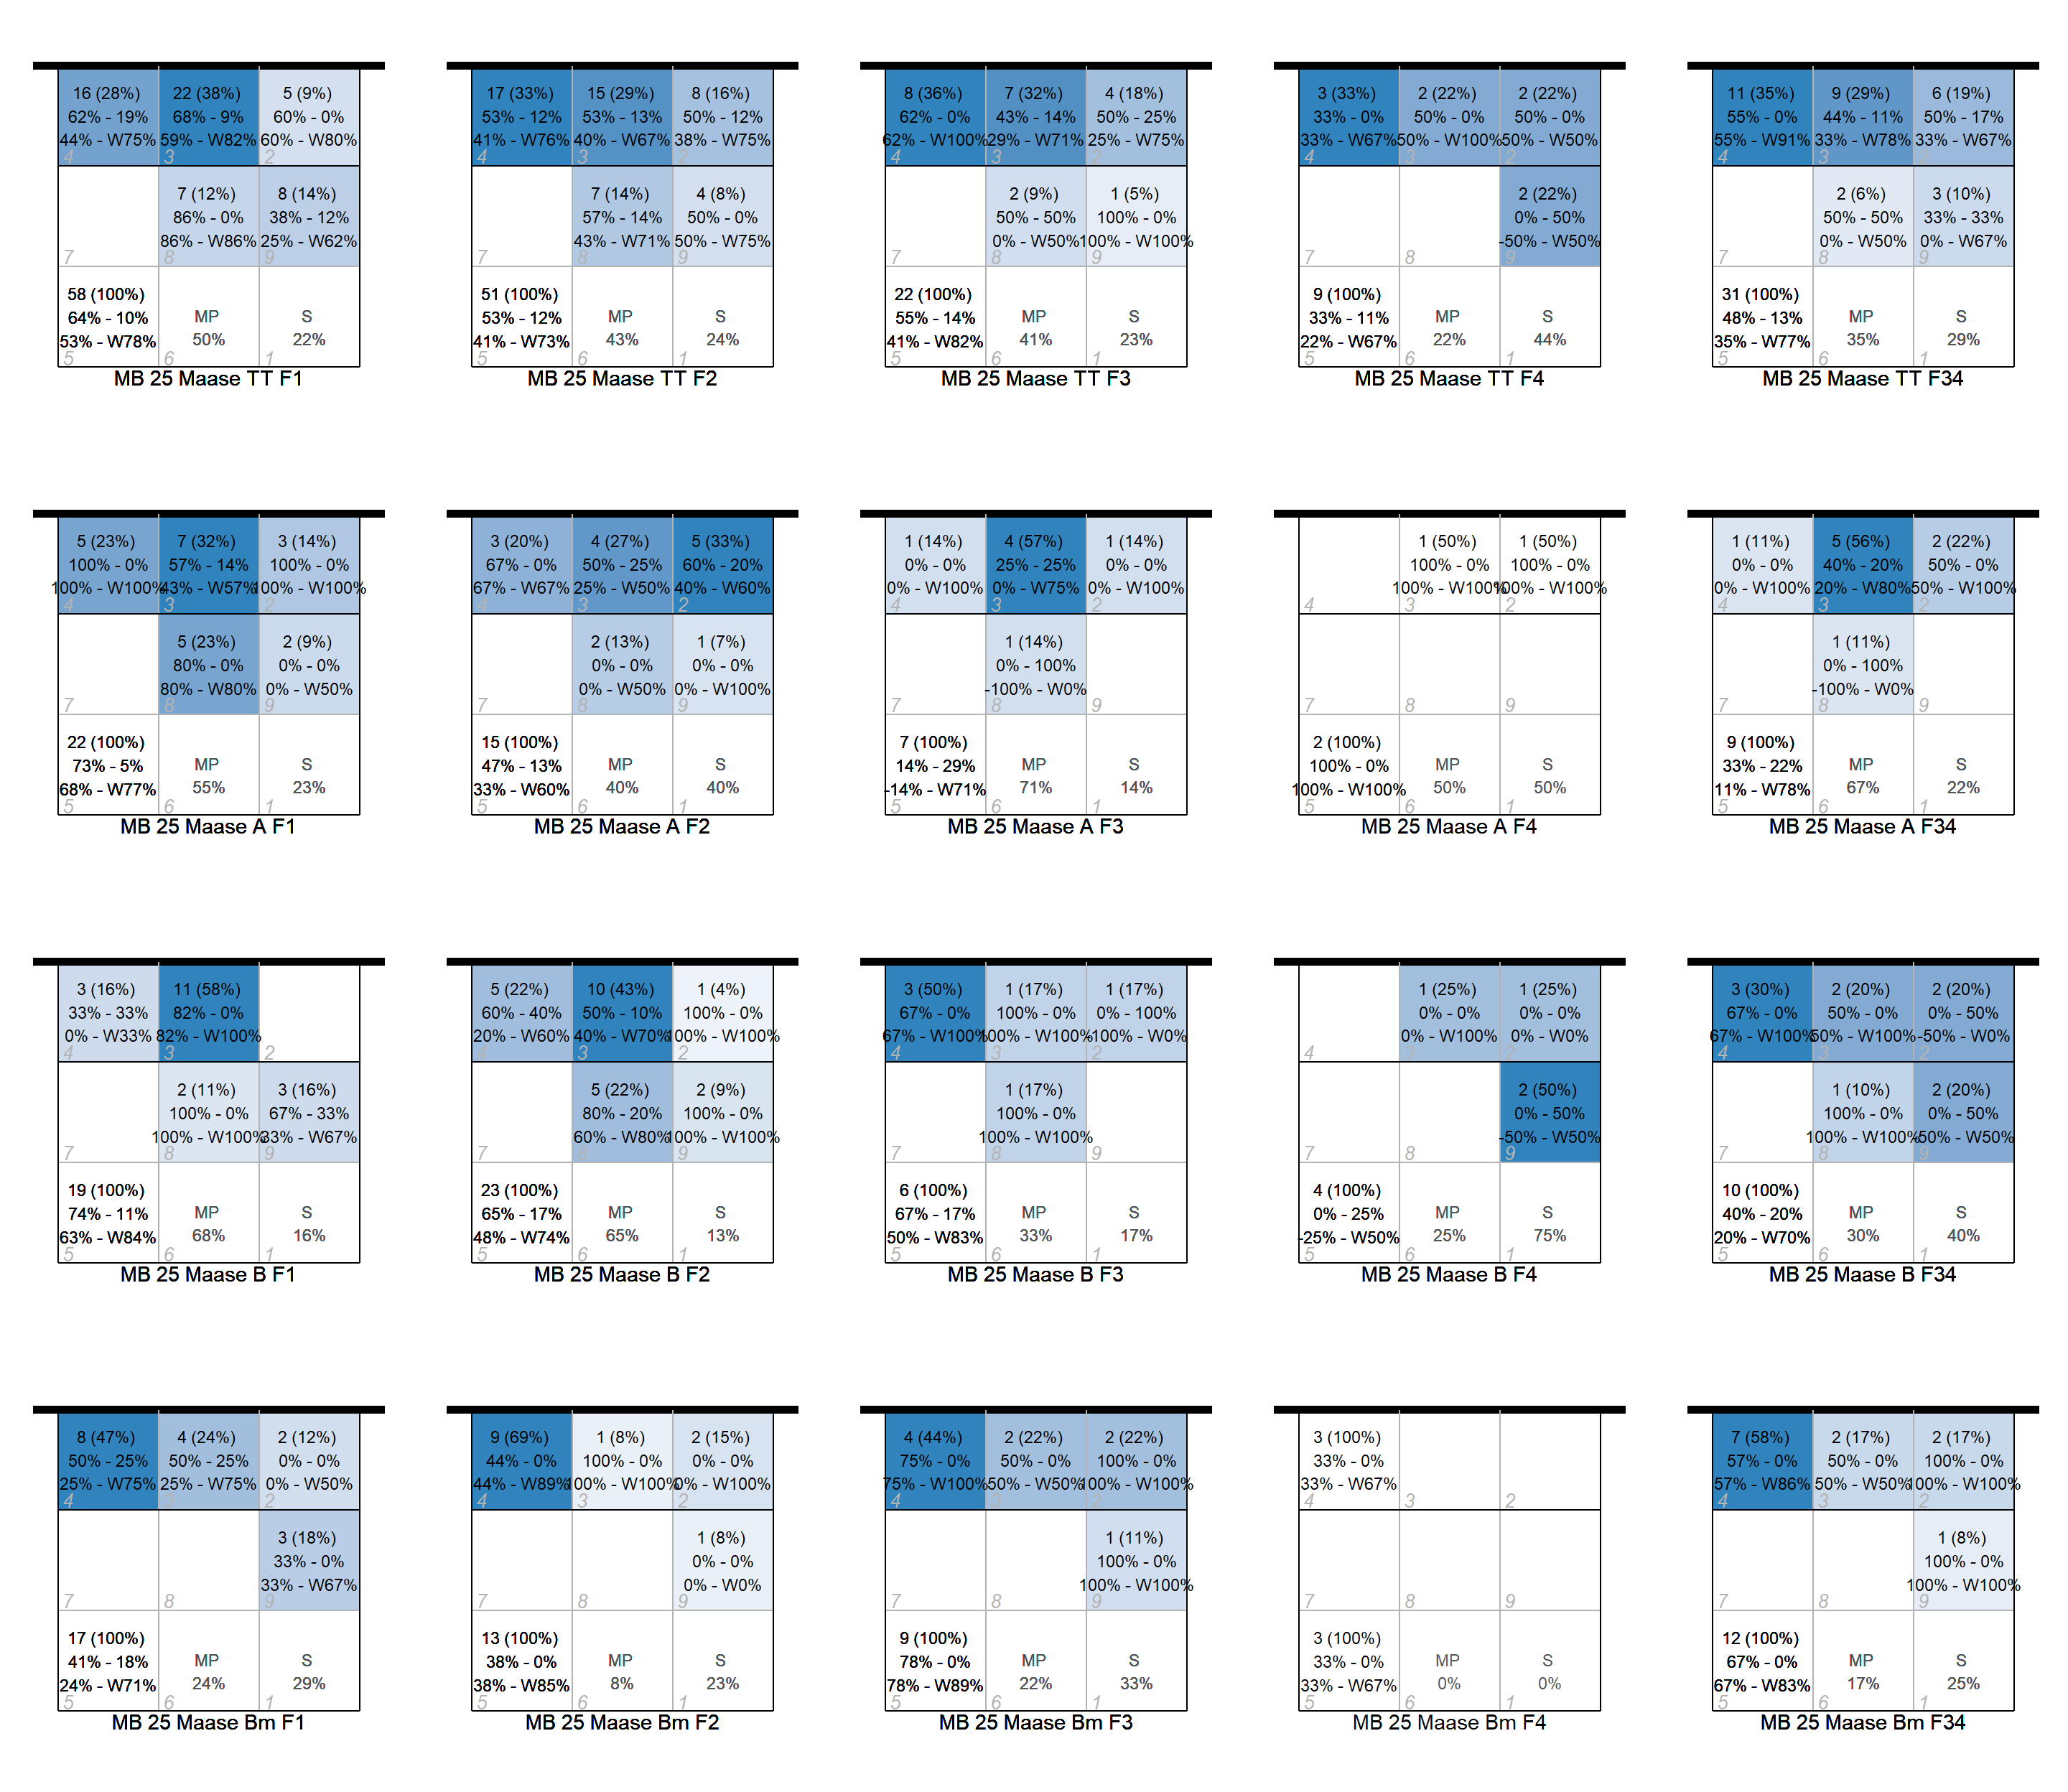 16 (28%)
62% - 19%
44% - W75%
4
22 (38%)
68% - 9%
59% - W82%
3
5 (9%)
60% - 0%
60% - W80%
2
7
7 (12%)
86% - 0%
86% - W86%
8
8 (14%)
38% - 12%
25% - W62%
9
58 (100%)
64% - 10%
53% - W78%
5
MP
50%
6
S
22%
1
MB 25 Maase TT F1
17 (33%)
53% - 12%
41% - W76%
4
15 (29%)
53% - 13%
40% - W67%
3
8 (16%)
50% - 12%
38% - W75%
2
7
7 (14%)
57% - 14%
43% - W71%
8
4 (8%)
50% - 0%
50% - W75%
9
51 (100%)
53% - 12%
41% - W73%
5
MP
43%
6
S
24%
1
MB 25 Maase TT F2
8 (36%)
62% - 0%
62% - W100%
4
7 (32%)
43% - 14%
29% - W71%
3
4 (18%)
50% - 25%
25% - W75%
2
7
2 (9%)
50% - 50%
0% - W50%
8
1 (5%)
100% - 0%
100% - W100%
9
22 (100%)
55% - 14%
41% - W82%
5
MP
41%
6
S
23%
1
MB 25 Maase TT F3
3 (33%)
33% - 0%
33% - W67%
4
2 (22%)
50% - 0%
50% - W100%
3
2 (22%)
50% - 0%
50% - W50%
2
7
8
2 (22%)
0% - 50%
-50% - W50%
9
9 (100%)
33% - 11%
22% - W67%
5
MP
22%
6
S
44%
1
MB 25 Maase TT F4
11 (35%)
55% - 0%
55% - W91%
4
9 (29%)
44% - 11%
33% - W78%
3
6 (19%)
50% - 17%
33% - W67%
2
7
2 (6%)
50% - 50%
0% - W50%
8
3 (10%)
33% - 33%
0% - W67%
9
31 (100%)
48% - 13%
35% - W77%
5
MP
35%
6
S
29%
1
MB 25 Maase TT F34
5 (23%)
100% - 0%
100% - W100%
4
7 (32%)
57% - 14%
43% - W57%
3
3 (14%)
100% - 0%
100% - W100%
2
7
5 (23%)
80% - 0%
80% - W80%
8
2 (9%)
0% - 0%
0% - W50%
9
22 (100%)
73% - 5%
68% - W77%
5
MP
55%
6
S
23%
1
MB 25 Maase A F1
3 (20%)
67% - 0%
67% - W67%
4
4 (27%)
50% - 25%
25% - W50%
3
5 (33%)
60% - 20%
40% - W60%
2
7
2 (13%)
0% - 0%
0% - W50%
8
1 (7%)
0% - 0%
0% - W100%
9
15 (100%)
47% - 13%
33% - W60%
5
MP
40%
6
S
40%
1
MB 25 Maase A F2
1 (14%)
0% - 0%
0% - W100%
4
4 (57%)
25% - 25%
0% - W75%
3
1 (14%)
0% - 0%
0% - W100%
2
7
1 (14%)
0% - 100%
-100% - W0%
8
9
7 (100%)
14% - 29%
-14% - W71%
5
MP
71%
6
S
14%
1
MB 25 Maase A F3
4
1 (50%)
100% - 0%
100% - W100%
3
1 (50%)
100% - 0%
100% - W100%
2
7
8
9
2 (100%)
100% - 0%
100% - W100%
5
MP
50%
6
S
50%
1
MB 25 Maase A F4
1 (11%)
0% - 0%
0% - W100%
4
5 (56%)
40% - 20%
20% - W80%
3
2 (22%)
50% - 0%
50% - W100%
2
7
1 (11%)
0% - 100%
-100% - W0%
8
9
9 (100%)
33% - 22%
11% - W78%
5
MP
67%
6
S
22%
1
MB 25 Maase A F34
3 (16%)
33% - 33%
0% - W33%
4
11 (58%)
82% - 0%
82% - W100%
3
2
7
2 (11%)
100% - 0%
100% - W100%
8
3 (16%)
67% - 33%
33% - W67%
9
19 (100%)
74% - 11%
63% - W84%
5
MP
68%
6
S
16%
1
MB 25 Maase B F1
5 (22%)
60% - 40%
20% - W60%
4
10 (43%)
50% - 10%
40% - W70%
3
1 (4%)
100% - 0%
100% - W100%
2
7
5 (22%)
80% - 20%
60% - W80%
8
2 (9%)
100% - 0%
100% - W100%
9
23 (100%)
65% - 17%
48% - W74%
5
MP
65%
6
S
13%
1
MB 25 Maase B F2
3 (50%)
67% - 0%
67% - W100%
4
1 (17%)
100% - 0%
100% - W100%
3
1 (17%)
0% - 100%
-100% - W0%
2
7
1 (17%)
100% - 0%
100% - W100%
8
9
6 (100%)
67% - 17%
50% - W83%
5
MP
33%
6
S
17%
1
MB 25 Maase B F3
4
1 (25%)
0% - 0%
0% - W100%
3
1 (25%)
0% - 0%
0% - W0%
2
7
8
2 (50%)
0% - 50%
-50% - W50%
9
4 (100%)
0% - 25%
-25% - W50%
5
MP
25%
6
S
75%
1
MB 25 Maase B F4
3 (30%)
67% - 0%
67% - W100%
4
2 (20%)
50% - 0%
50% - W100%
3
2 (20%)
0% - 50%
-50% - W0%
2
7
1 (10%)
100% - 0%
100% - W100%
8
2 (20%)
0% - 50%
-50% - W50%
9
10 (100%)
40% - 20%
20% - W70%
5
MP
30%
6
S
40%
1
MB 25 Maase B F34
8 (47%)
50% - 25%
25% - W75%
4
4 (24%)
50% - 25%
25% - W75%
3
2 (12%)
0% - 0%
0% - W50%
2
7
8
3 (18%)
33% - 0%
33% - W67%
9
17 (100%)
41% - 18%
24% - W71%
5
MP
24%
6
S
29%
1
MB 25 Maase Bm F1
9 (69%)
44% - 0%
44% - W89%
4
1 (8%)
100% - 0%
100% - W100%
3
2 (15%)
0% - 0%
0% - W100%
2
7
8
1 (8%)
0% - 0%
0% - W0%
9
13 (100%)
38% - 0%
38% - W85%
5
MP
8%
6
S
23%
1
MB 25 Maase Bm F2
4 (44%)
75% - 0%
75% - W100%
4
2 (22%)
50% - 0%
50% - W50%
3
2 (22%)
100% - 0%
100% - W100%
2
7
8
1 (11%)
100% - 0%
100% - W100%
9
9 (100%)
78% - 0%
78% - W89%
5
MP
22%
6
S
33%
1
MB 25 Maase Bm F3
3 (100%)
33% - 0%
33% - W67%
4
3
2
7
8
9
3 (100%)
33% - 0%
33% - W67%
5
MP
0%
6
S
0%
1
MB 25 Maase Bm F4
7 (58%)
57% - 0%
57% - W86%
4
2 (17%)
50% - 0%
50% - W50%
3
2 (17%)
100% - 0%
100% - W100%
2
7
8
1 (8%)
100% - 0%
100% - W100%
9
12 (100%)
67% - 0%
67% - W83%
5
MP
17%
6
S
25%
1
MB 25 Maase Bm F34